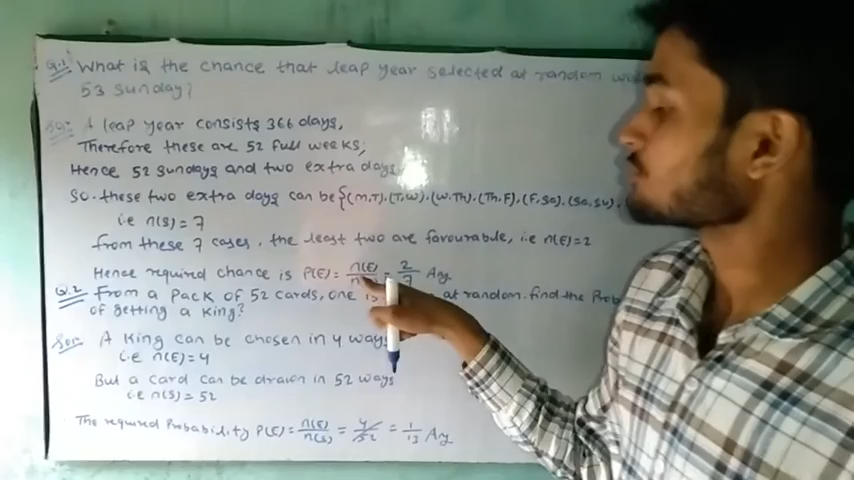 Q.1 What is the chance that leap year selected at random
53 Sunday?
Sol: A leap year consists 366 days,
Therefore these are 52 full weeks,
Hence 52 sundays and two extra days,
So. these two extra days can be {(M,T).(T,W).(W.Th).(Th,F).(F,Sa).(Sa,Su),
i.e n(S) = 7
from these 7 cases, the least two are favourable, i.e n(E)=2
Hence required chance is P(E) = n(E)/n = 2/7 Any
Q.2 From a pack of 52 cards, one is at random. find the Prob
of getting a King?
Sol: A King can be chosen in 4 ways
i.e n(E)=4
But a card can be drawn in 52 ways
i.e n(S) = 52
The required Probability P(E) = n(E)/n(S) = 4/52 = 1/13 Any